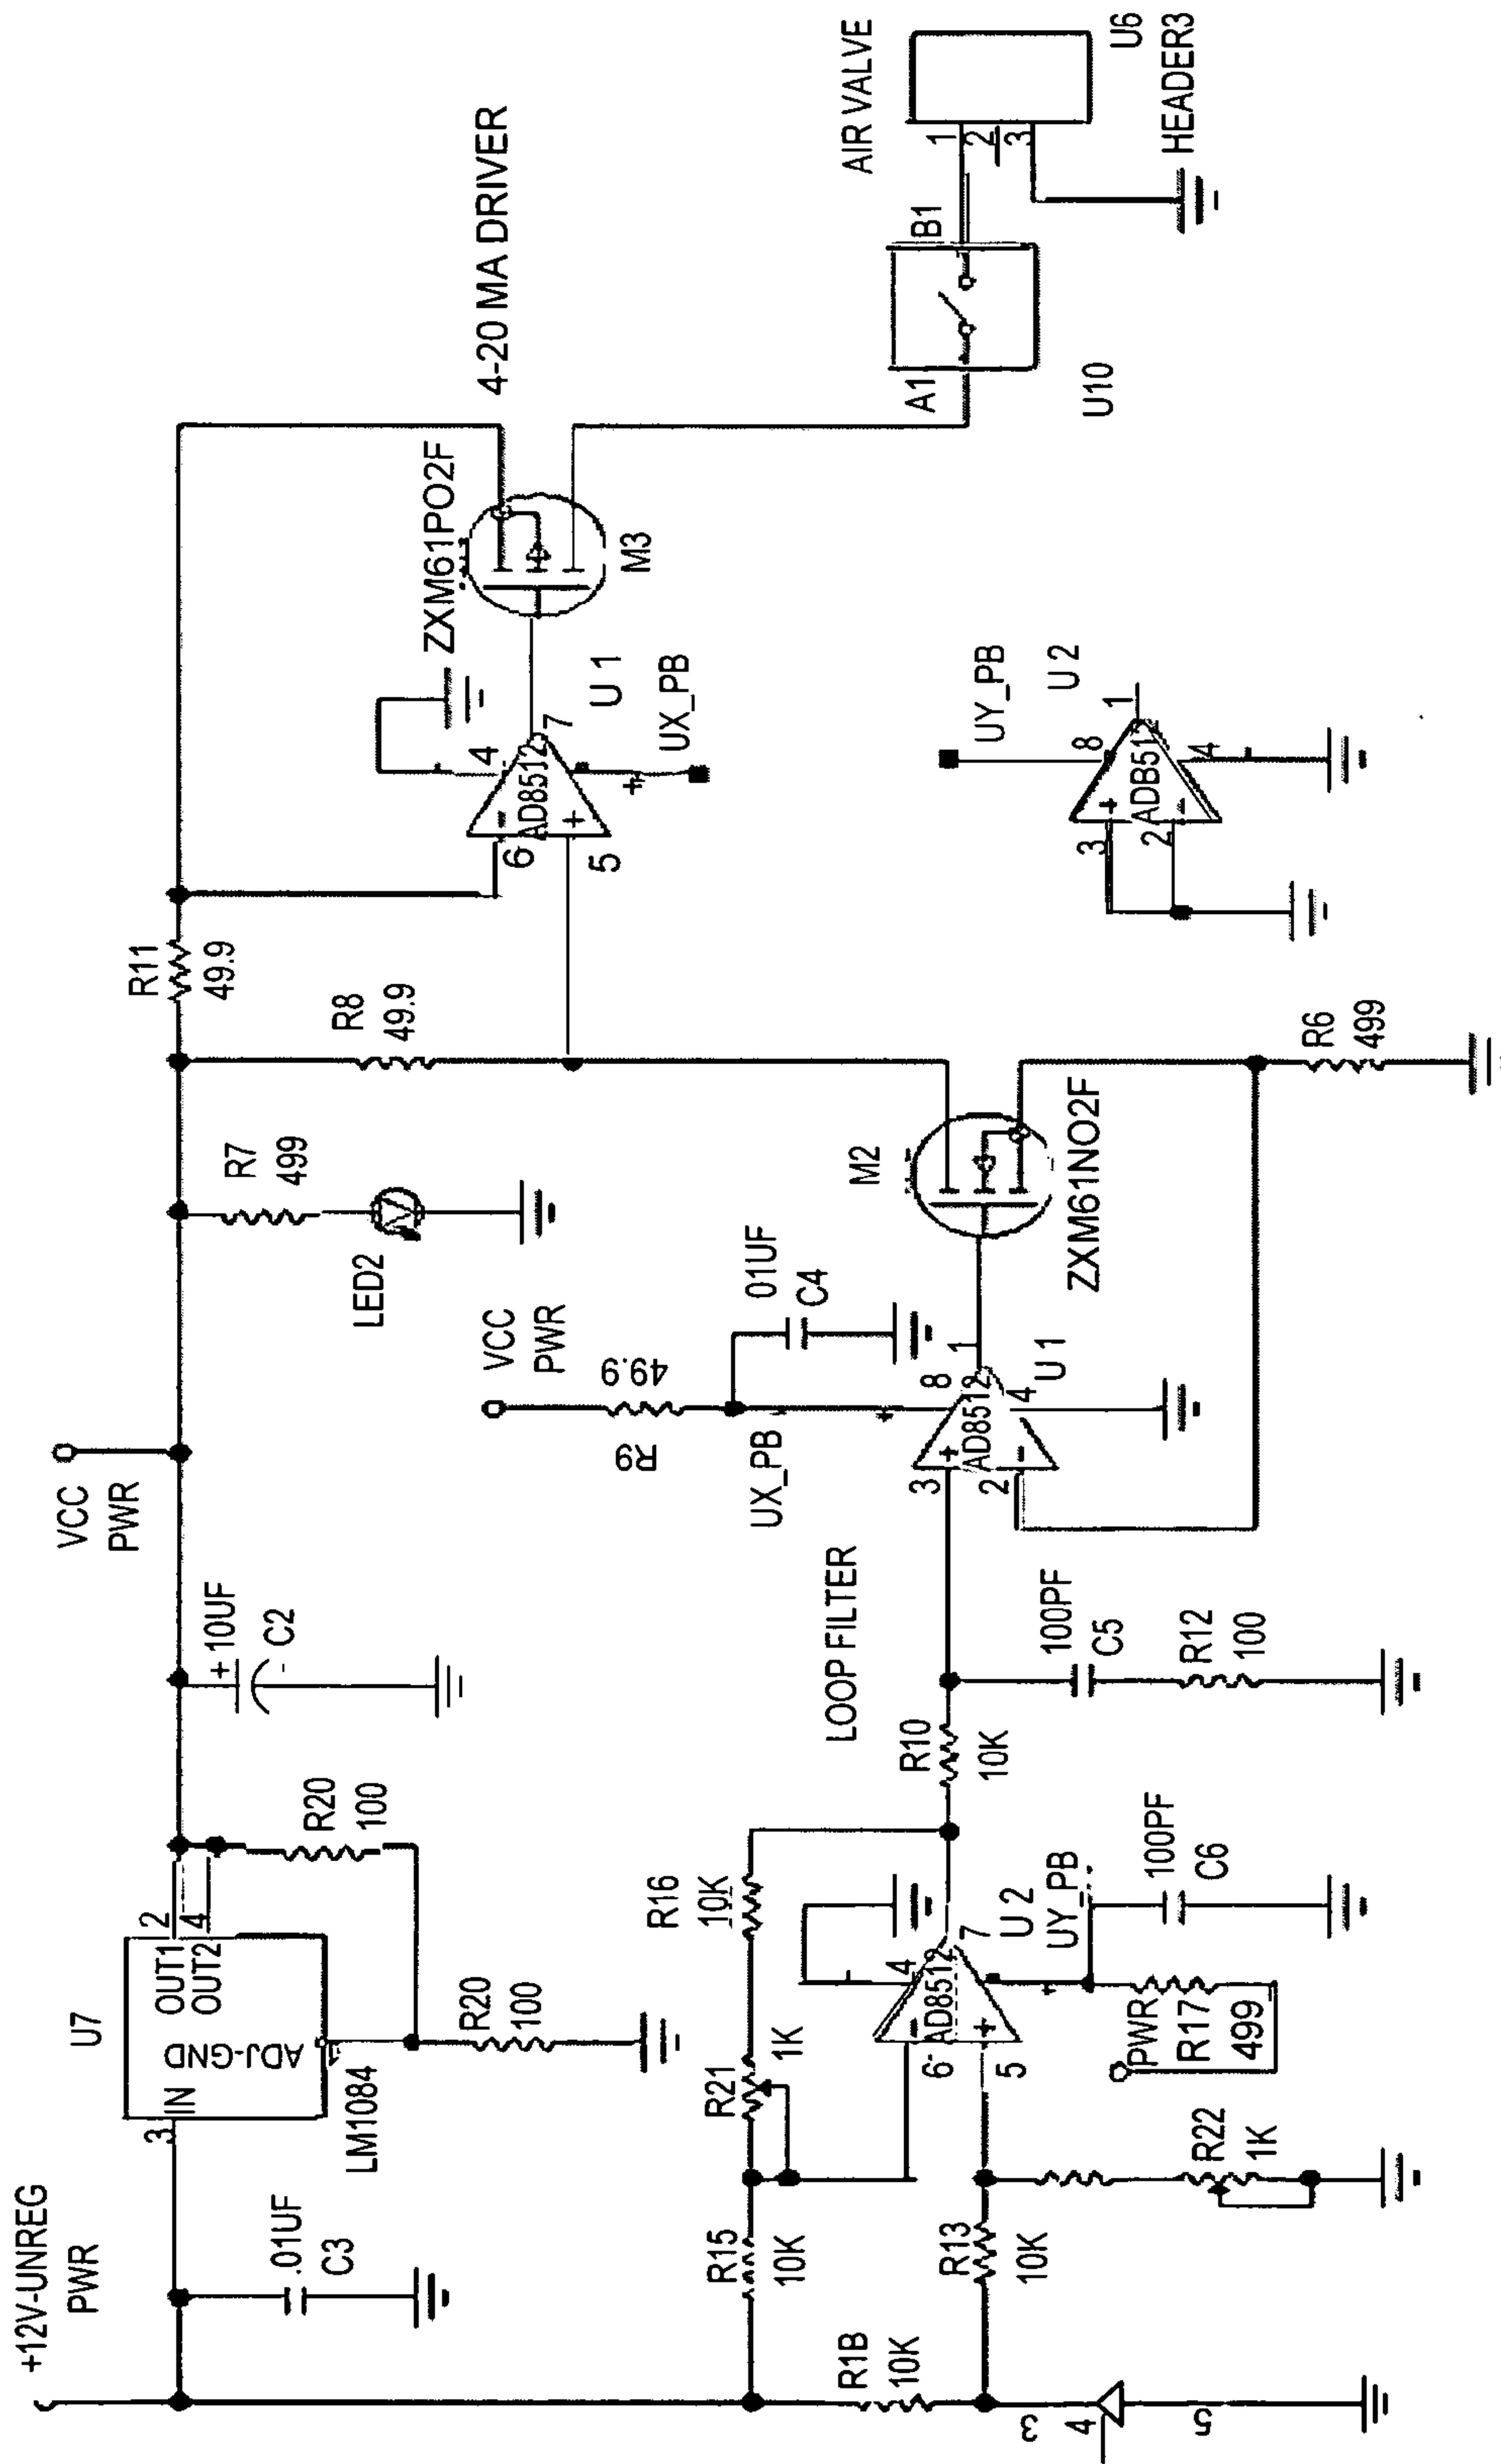 +12V-UNREG
PWR
.01UF
C3
U7
3
IN
OUT1
OUT2
2
4
ADJ-GND
1
LM1084
R20
100
R20
100
+
10UF
-
C2
VCC
PWR
R7
499
LED2
R11
49.9
R8
49.9
4-20 MA DRIVER
ZXM61PO2F
M3
6
5
-
+
AD8512
4
7
U 1
UX_PB
+
AIR VALVE
1
2
3
U6
HEADER3
A1
B1
U10
UY_PB
U 2
8
1
3
2
+
-
ADB512
4
VCC
PWR
R9
49.9
01UF
C4
UX_PB
M2
ZXM61NO2F
R6
499
3
2
+
-
AD8512
8
1
4
U 1
LOOP FILTER
R10
10K
100PF
C5
R12
100
R16
10K
R21
1K
R15
10K
R1B
10K
R13
10K
R22
1K
6
5
-
+
AD8512
4
7
U 2
UY_PB
100PF
C6
PWR
R17
499
3
4
5